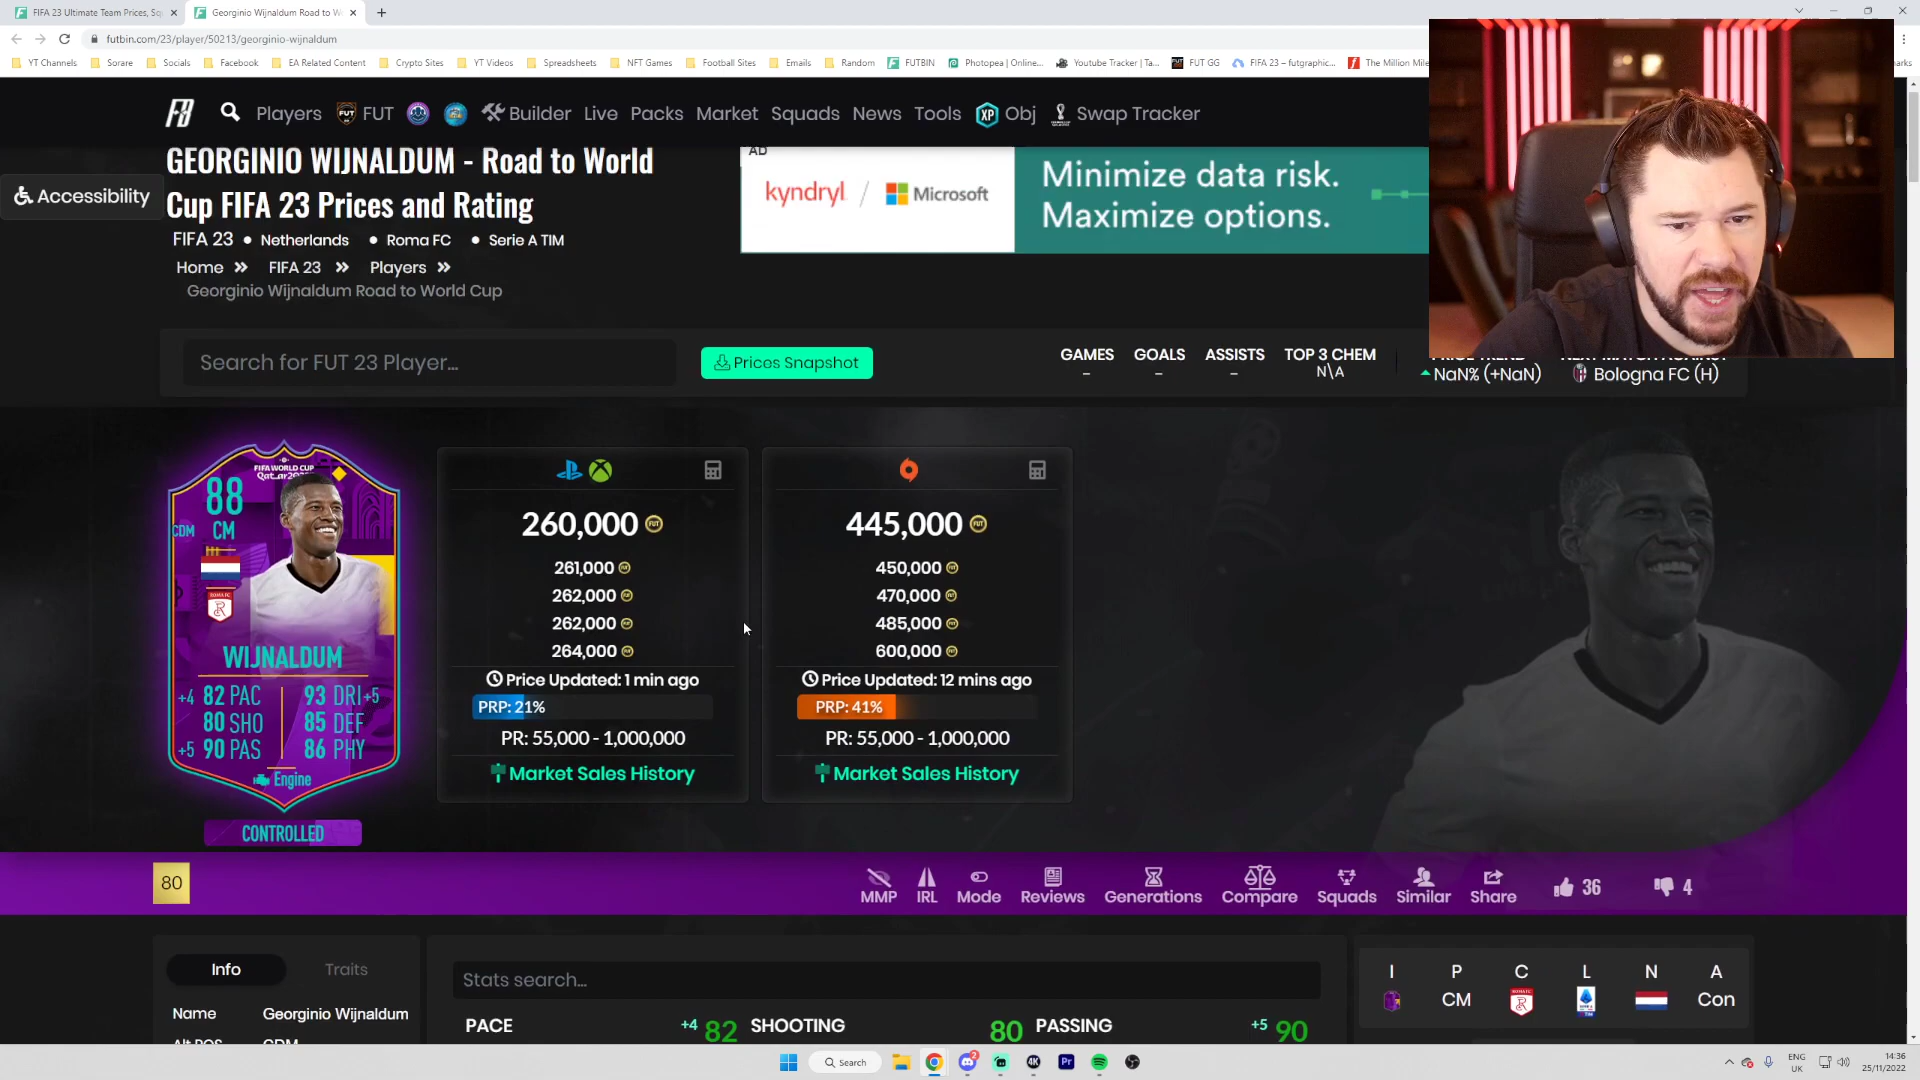 FIFA 23 Ultimate Team Prices, Sq
Georginio Wijnaldum Road to W
futbin.com/23/player/50213/georginio-wijnaldum
YT Channels Sorare Socials Facebook EA Related Content Crypto Sites YT Videos Spreadsheets NFT Games Football Sites Emails Random FUTBIN Photopea | Online... Youtube Tracker | Ta... FUT GG FIFA 23 – futgraphic... The Million Mile
Players FUT Builder Live Packs Market Squads News Tools XP Obj Swap Tracker
Accessibility
GEORGINIO WIJNALDUM - Road to World
Cup FIFA 23 Prices and Rating
FIFA 23 • Netherlands • Roma FC • Serie A TIM
Home » FIFA 23 » Players »
Georginio Wijnaldum Road to World Cup
AD
kyndryl / Microsoft
Minimize data risk.
Maximize options.
Search for FUT 23 Player...
Prices Snapshot
GAMES GOALS ASSISTS TOP 3 CHEM
- - - N\A
NaN% (+NaN) Bologna FC (H)
FIFA WORLD CUP
Qatar2022
88
CM
CDM
WIJNALDUM
+4 82 PAC 93 DRI +5
80 SHO 85 DEF
+5 90 PAS 86 PHY
Engine
CONTROLLED
260,000
261,000
262,000
262,000
264,000
Price Updated: 1 min ago
PRP: 21%
PR: 55,000 - 1,000,000
Market Sales History
445,000
450,000
470,000
485,000
600,000
Price Updated: 12 mins ago
PRP: 41%
PR: 55,000 - 1,000,000
Market Sales History
80
MMP IRL Mode Reviews Generations Compare Squads Similar Share 36 4
Info Traits
Name Georginio Wijnaldum
Stats search...
PACE +4 82 SHOOTING 80 PASSING +5 90
I P C L N A
CM Con
Search
ENG
UK
14:36
25/11/2022